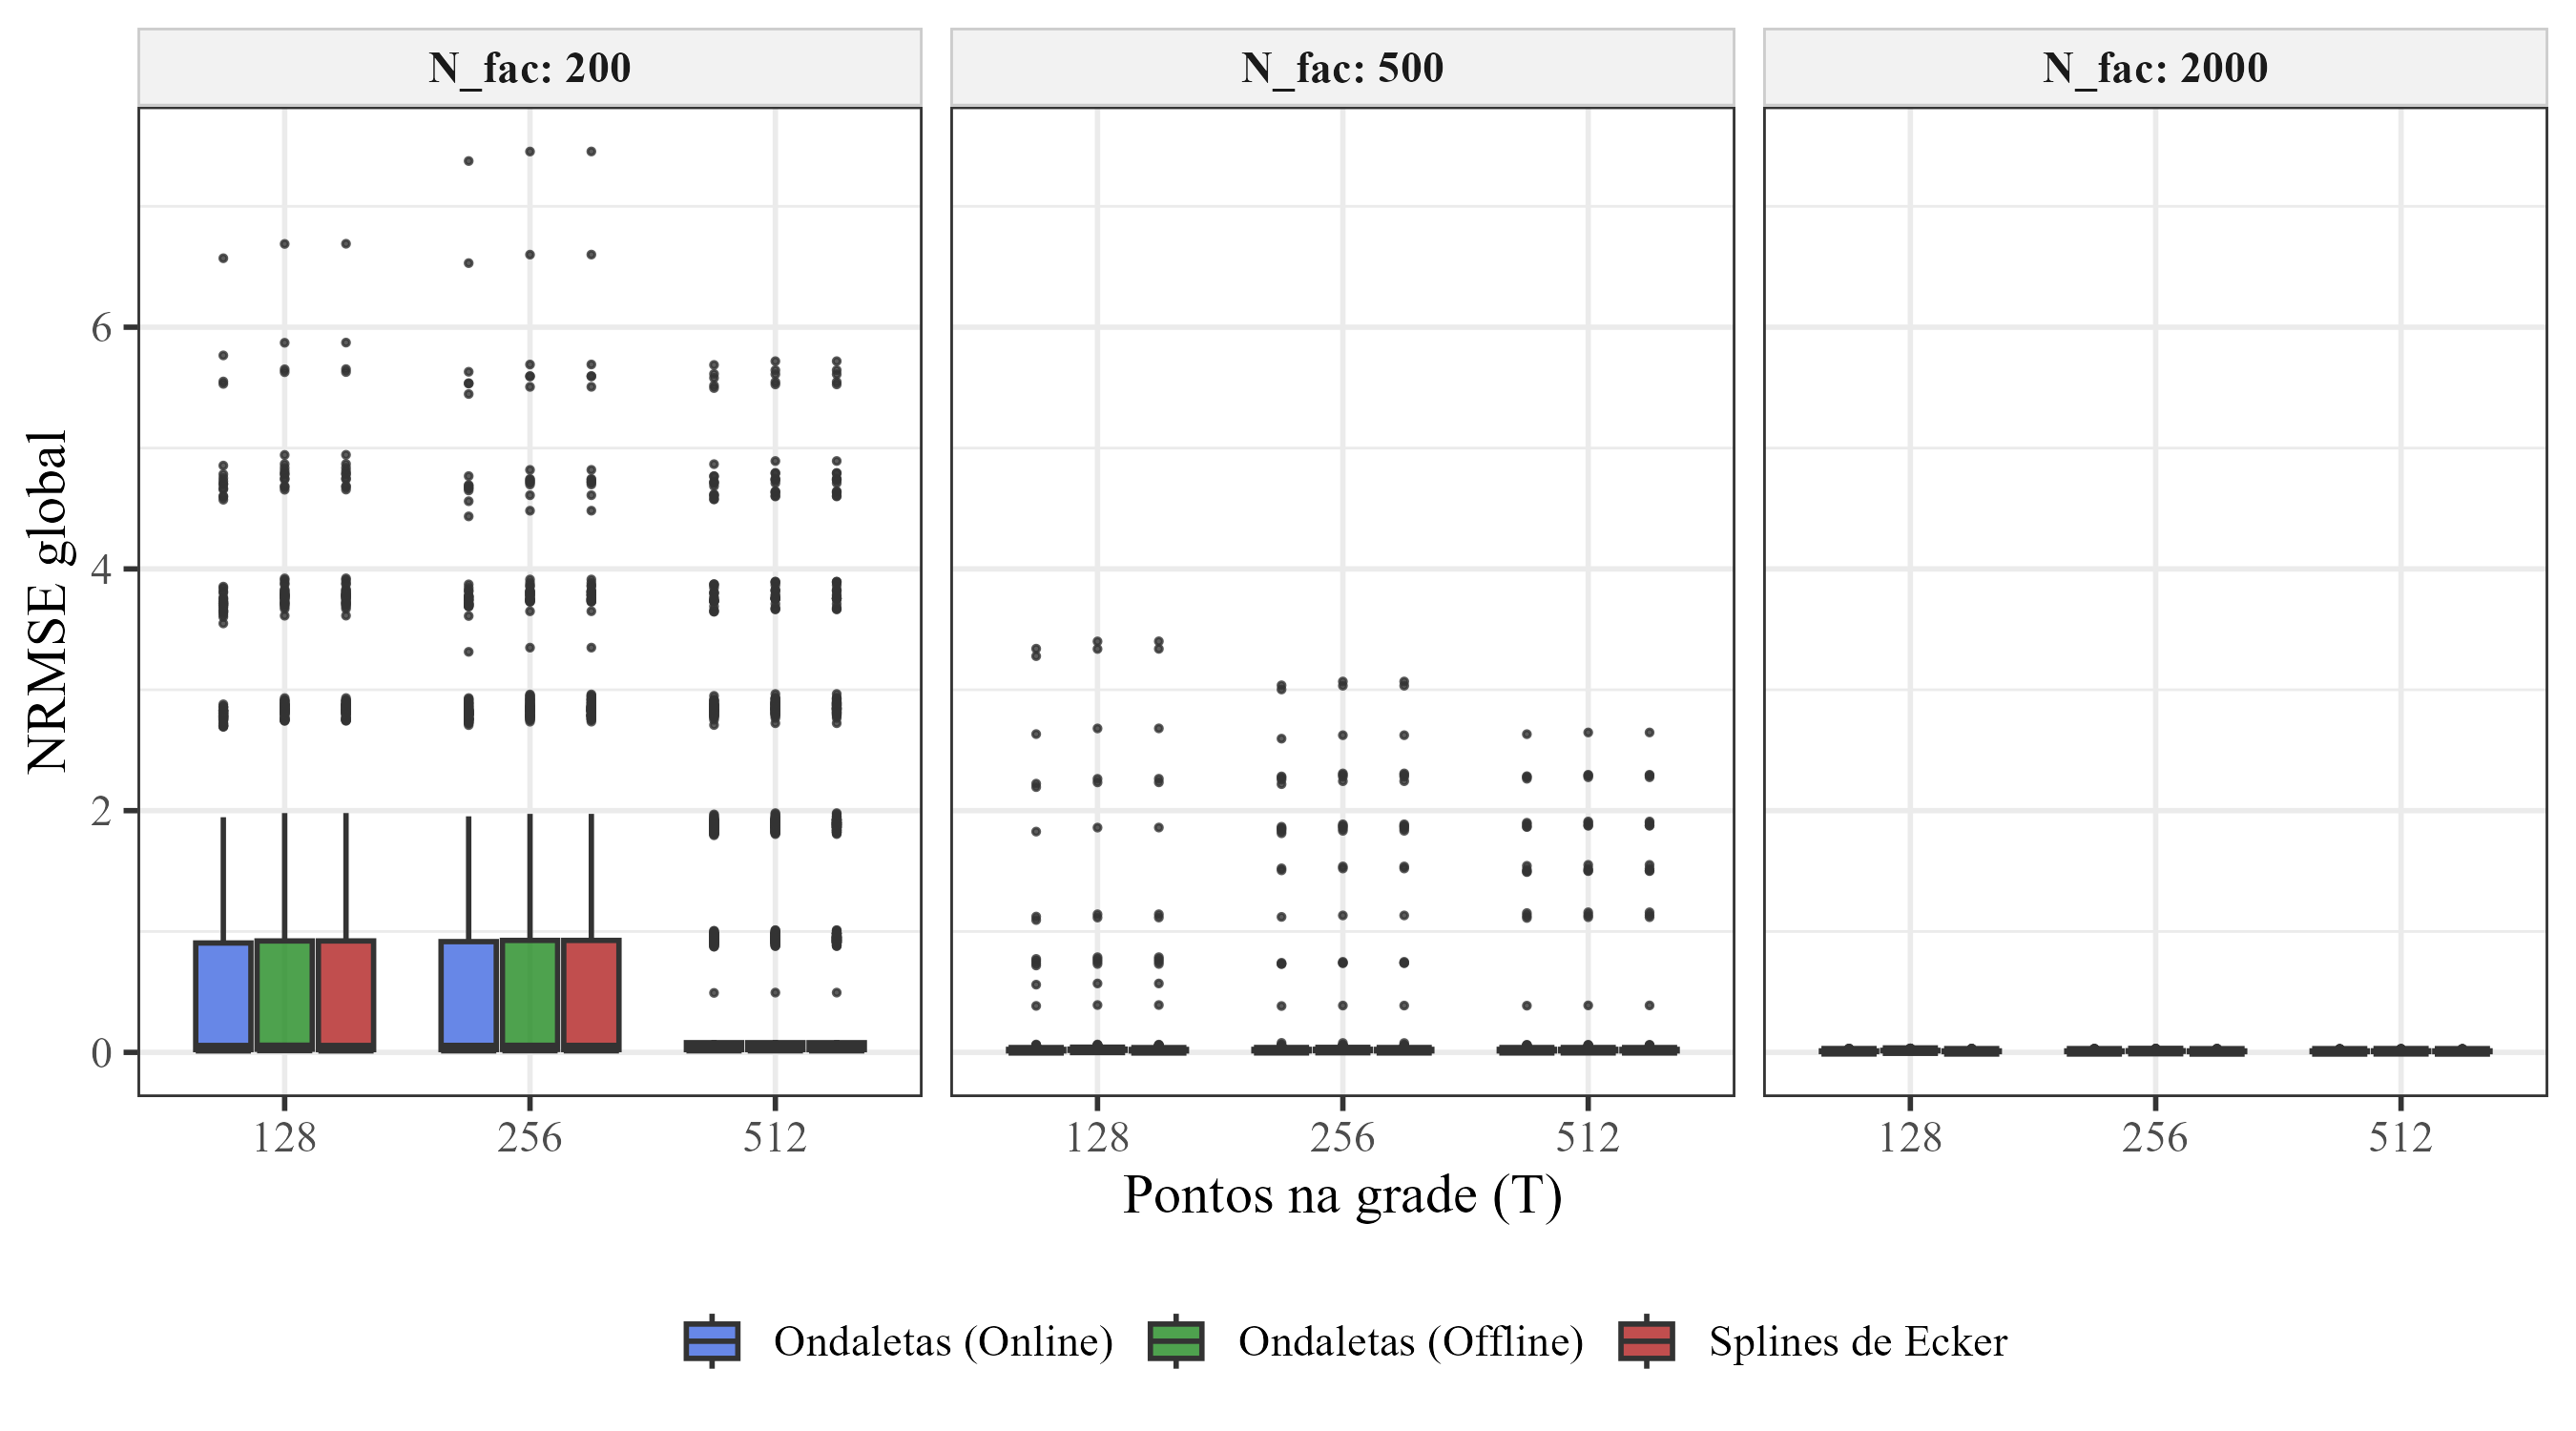 N_fac: 200
N_fac: 500
N_fac: 2000
NRMSE global
6
4
2
0
128 256 512
128 256 512
128 256 512
Pontos na grade (T)
Ondaletas (Online)
Ondaletas (Offline)
Splines de Ecker